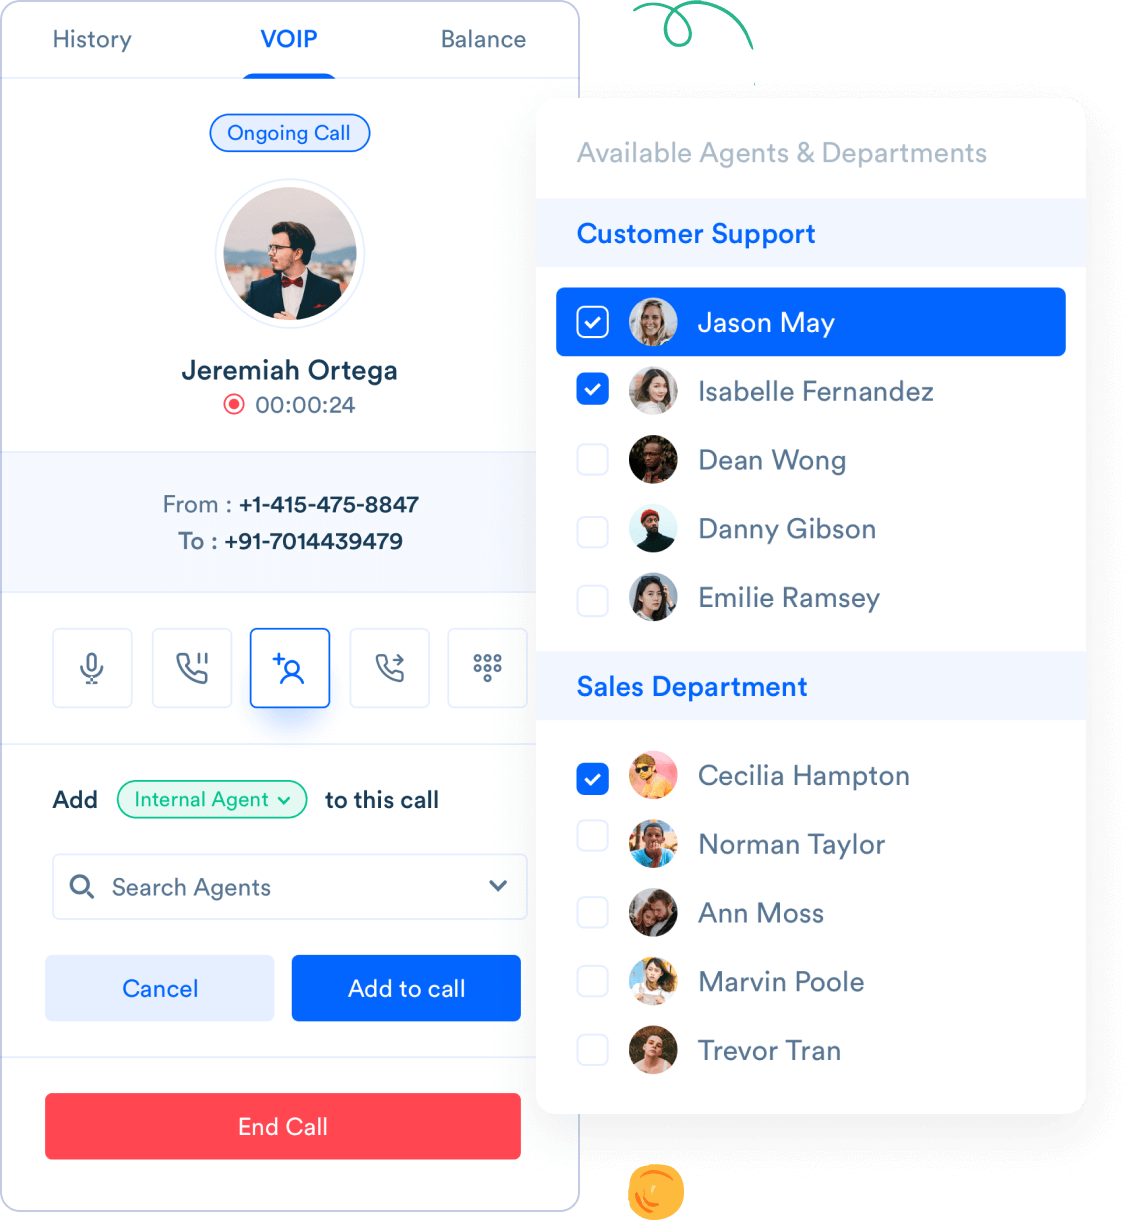 History
VOIP
Balance
Ongoing Call
Jeremiah Ortega
00:00:24
From : +1-415-475-8847
To : +91-7014439479
Add Internal Agent to this call
Search Agents
Cancel
Add to call
End Call
Available Agents & Departments
Customer Support
Jason May
Isabelle Fernandez
Dean Wong
Danny Gibson
Emilie Ramsey
Sales Department
Cecilia Hampton
Norman Taylor
Ann Moss
Marvin Poole
Trevor Tran